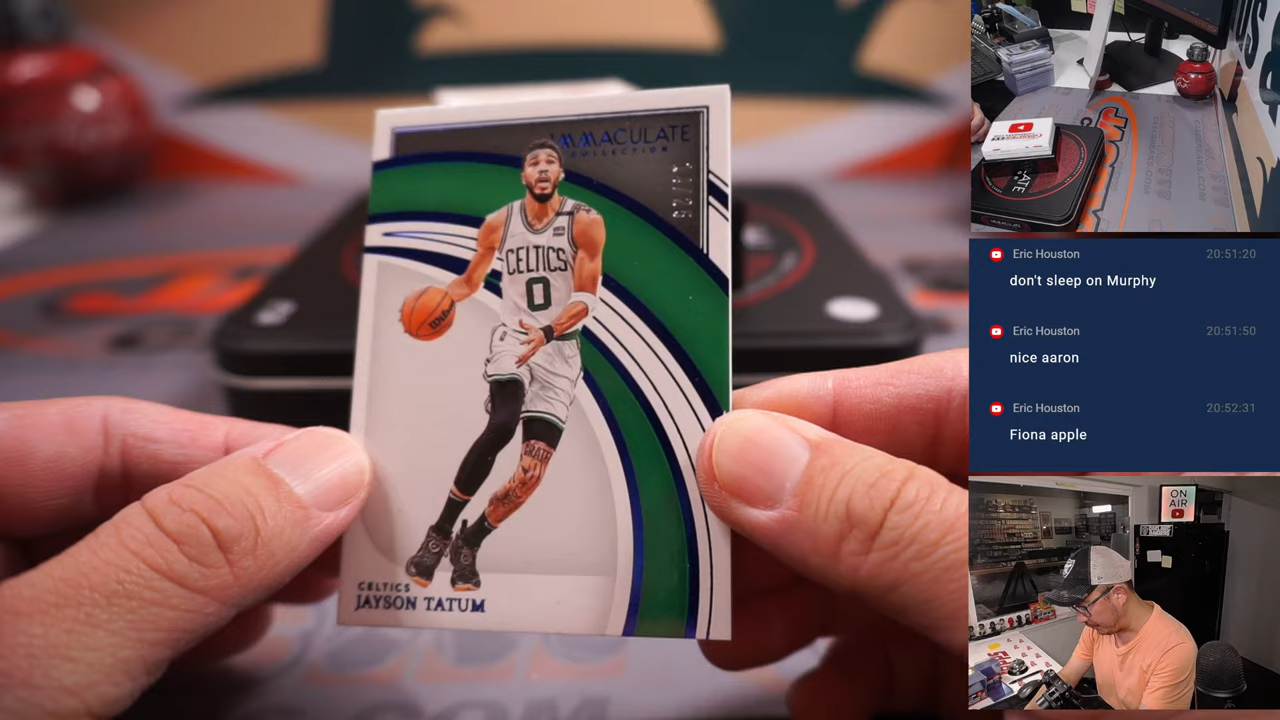 IMMACULATE
COLLECTION
CELTICS
0
CELTICS
JAYSON TATUM
Eric Houston
20:51:20
don't sleep on Murphy
Eric Houston
20:51:50
nice aaron
Eric Houston
20:52:31
Fiona apple
ON
AIR